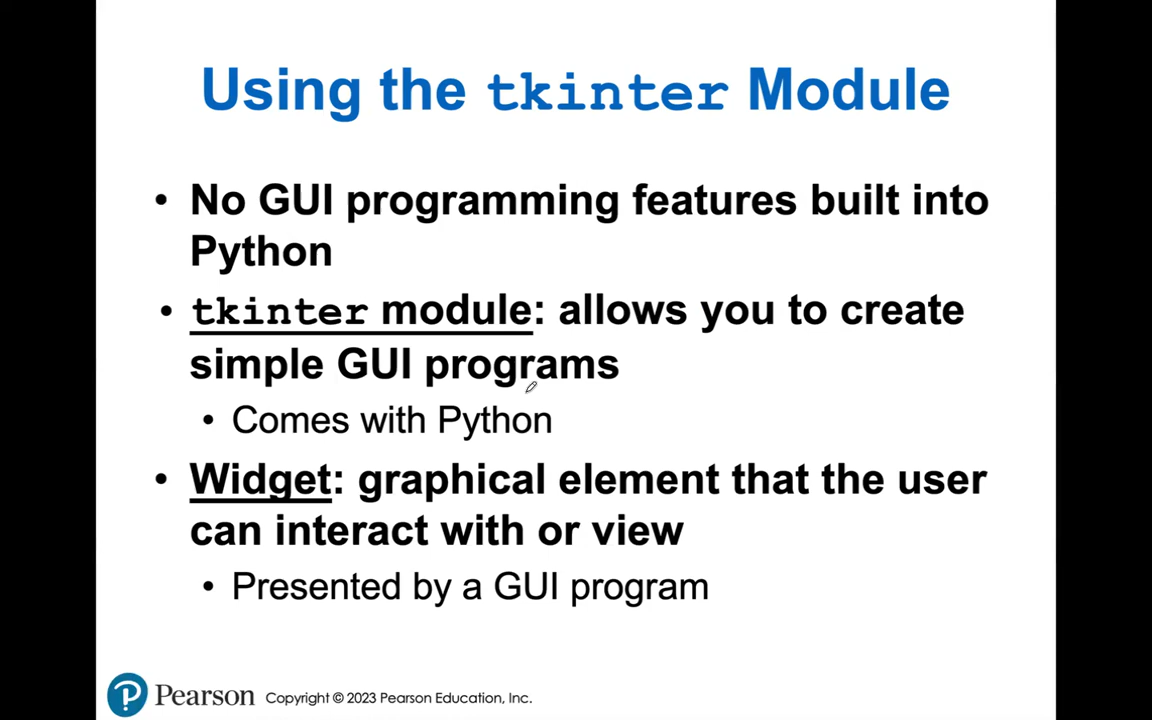 Using the tkinter Module
• No GUI programming features built into
Python
• tkinter module: allows you to create
simple GUI programs
• Comes with Python
• Widget: graphical element that the user
can interact with or view
• Presented by a GUI program
Pearson Copyright © 2023 Pearson Education, Inc.